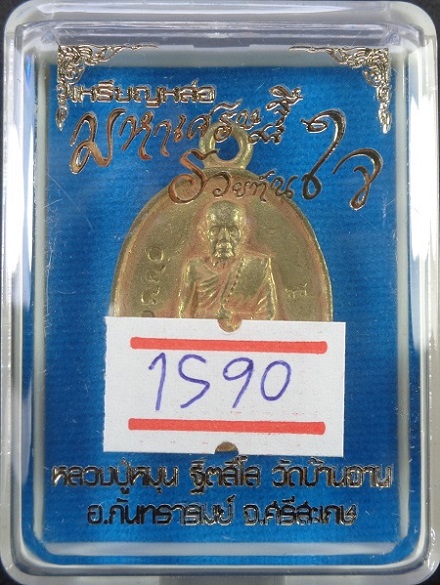 เหรียญหล่อ
มหาเศรษฐี
ร้อยคนใจ
1590
หลวงปู่หมุน ฐิตสีโล วัดบ้านจาน
อ.กันทรารมย์ จ.ศรีสะเกษ